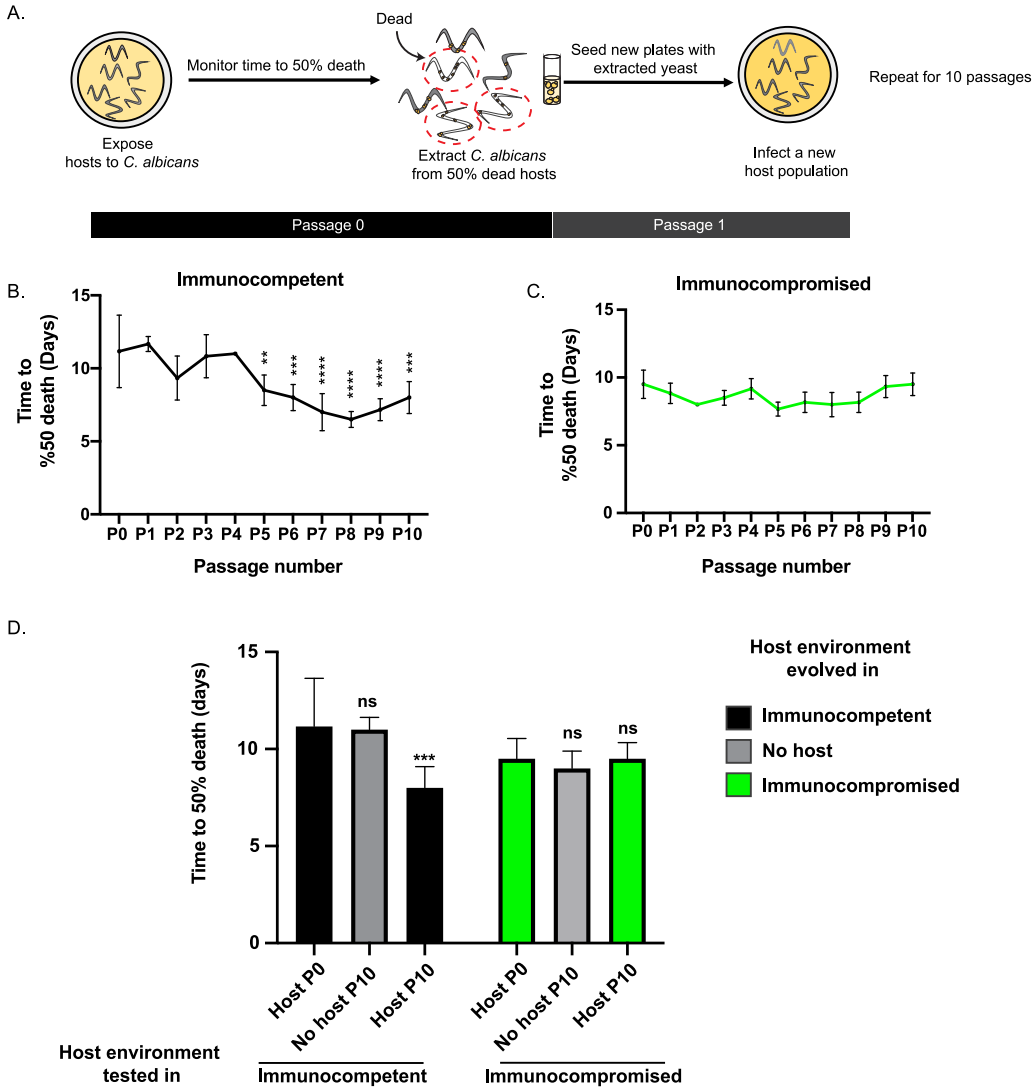 A.
Dead
Monitor time to 50% death
Seed new plates with
extracted yeast
Repeat for 10 passages
Expose
hosts to C. albicans
Extract C. albicans
from 50% dead hosts
Infect a new
host population
Passage 0
Passage 1
B.
Immunocompetent
15
10
5
0
Time to
%50 death (Days)
**
***
****
****
****
***
P0 P1 P2 P3 P4 P5 P6 P7 P8 P9 P10
Passage number
C.
Immunocompromised
15
10
5
0
Time to
%50 death (Days)
P0 P1 P2 P3 P4 P5 P6 P7 P8 P9 P10
Passage number
D.
15
10
5
0
Time to 50% death (days)
ns
***
ns
ns
Host P0
No host P10
Host P10
Host P0
No host P10
Host P10
Host environment
tested in
Immunocompetent
Immunocompromised
Host environment
evolved in
Immunocompetent
No host
Immunocompromised